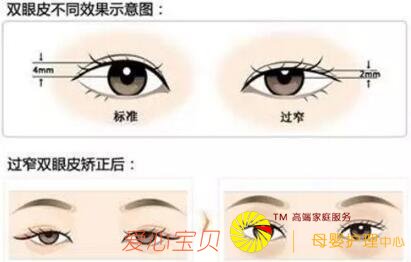 双眼皮不同效果示意图：
4mm
2mm
标准
过窄
过窄双眼皮矫正后：
TM 高端家庭服务
爱心宝贝
母婴护理中心